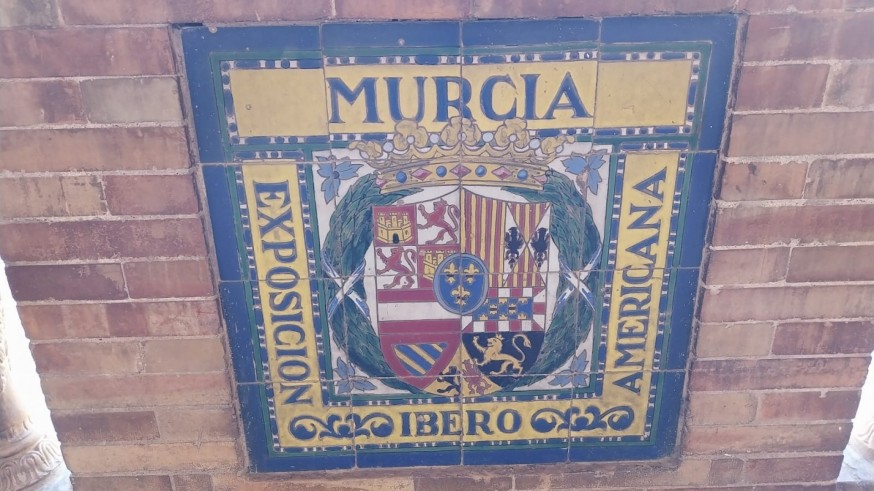 MURCIA
EXPOSICION
IBERO
AMERICANA